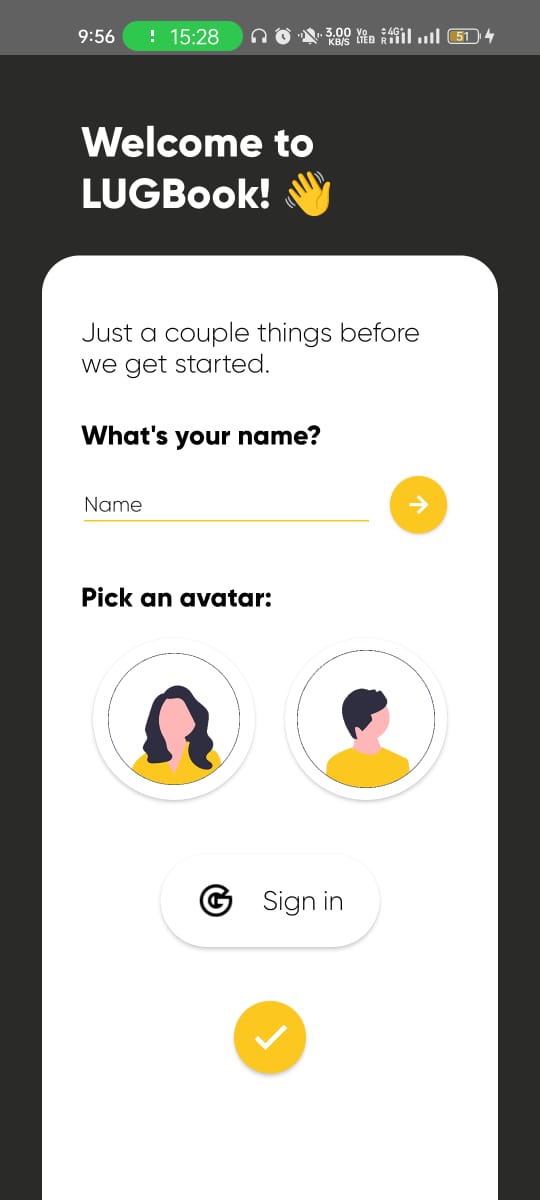 9:56 ! 15:28 3.00 KB/S Vo LTE 4G R 51
Welcome to
LUGBook! 👋
Just a couple things before
we get started.
What's your name?
Name
Pick an avatar:
G Sign in